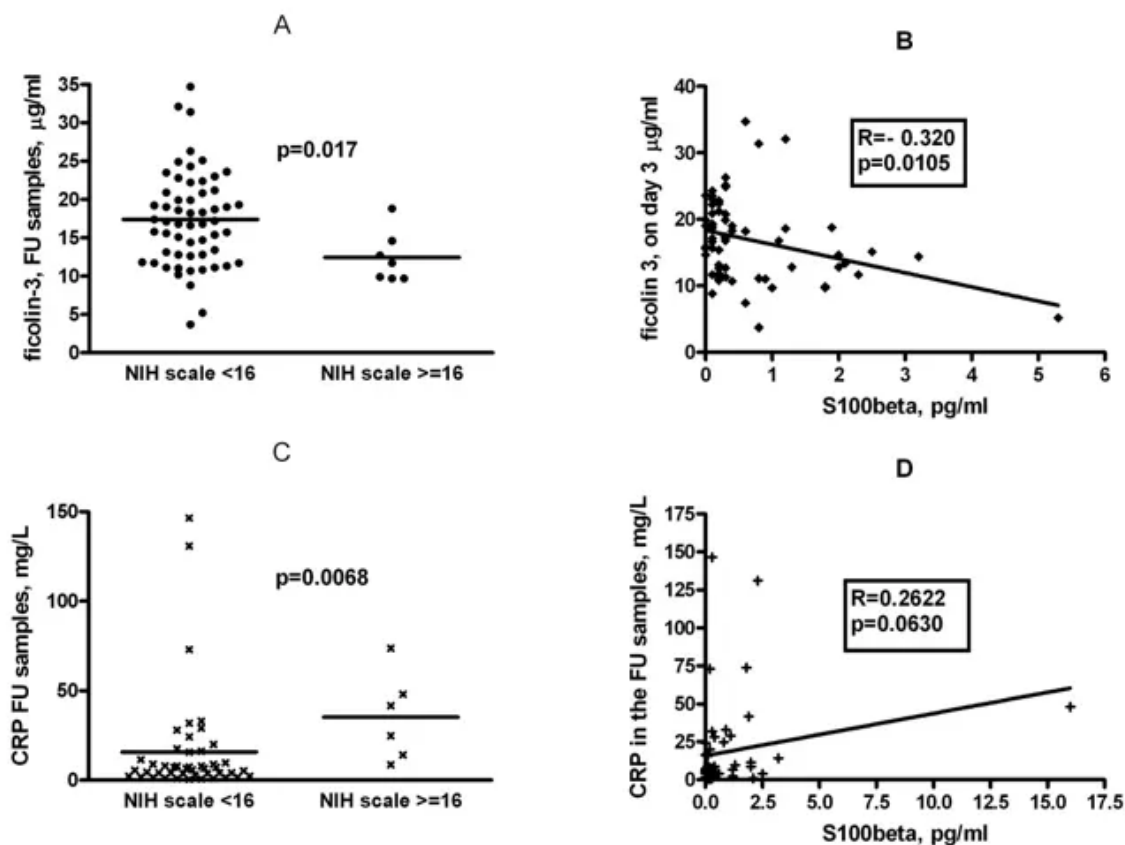 A
ficolin-3, FU samples, µg/ml
35
30
25
20
15
10
5
0
p=0.017
NIH scale <16
NIH scale >=16
B
ficolin 3, on day 3 µg/ml
40
30
20
10
0
R=- 0.320
p=0.0105
0 1 2 3 4 5 6
S100beta, pg/ml
C
CRP FU samples, mg/L
150
100
50
0
p=0.0068
NIH scale <16
NIH scale >=16
D
CRP in the FU samples, mg/L
175
150
125
100
75
50
25
0
R=0.2622
p=0.0630
0.0 2.5 5.0 7.5 10.0 12.5 15.0 17.5
S100beta, pg/ml